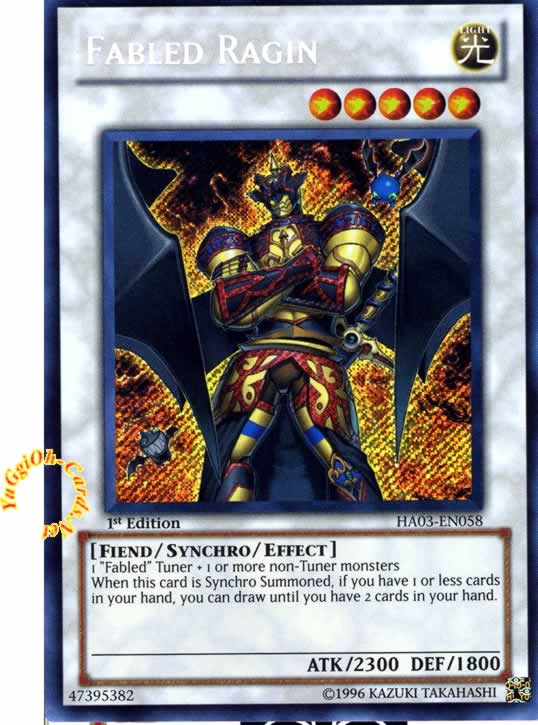 Fabled Ragin
LIGHT
光
1st Edition
HA03-EN058
YuGgiOh-Cards.Net
[FIEND/SYNCHRO/EFFECT]
1 "Fabled" Tuner + 1 or more non-Tuner monsters
When this card is Synchro Summoned, if you have 1 or less cards
in your hand, you can draw until you have 2 cards in your hand.
ATK/2300 DEF/1800
47395382
©1996 KAZUKI TAKAHASHI